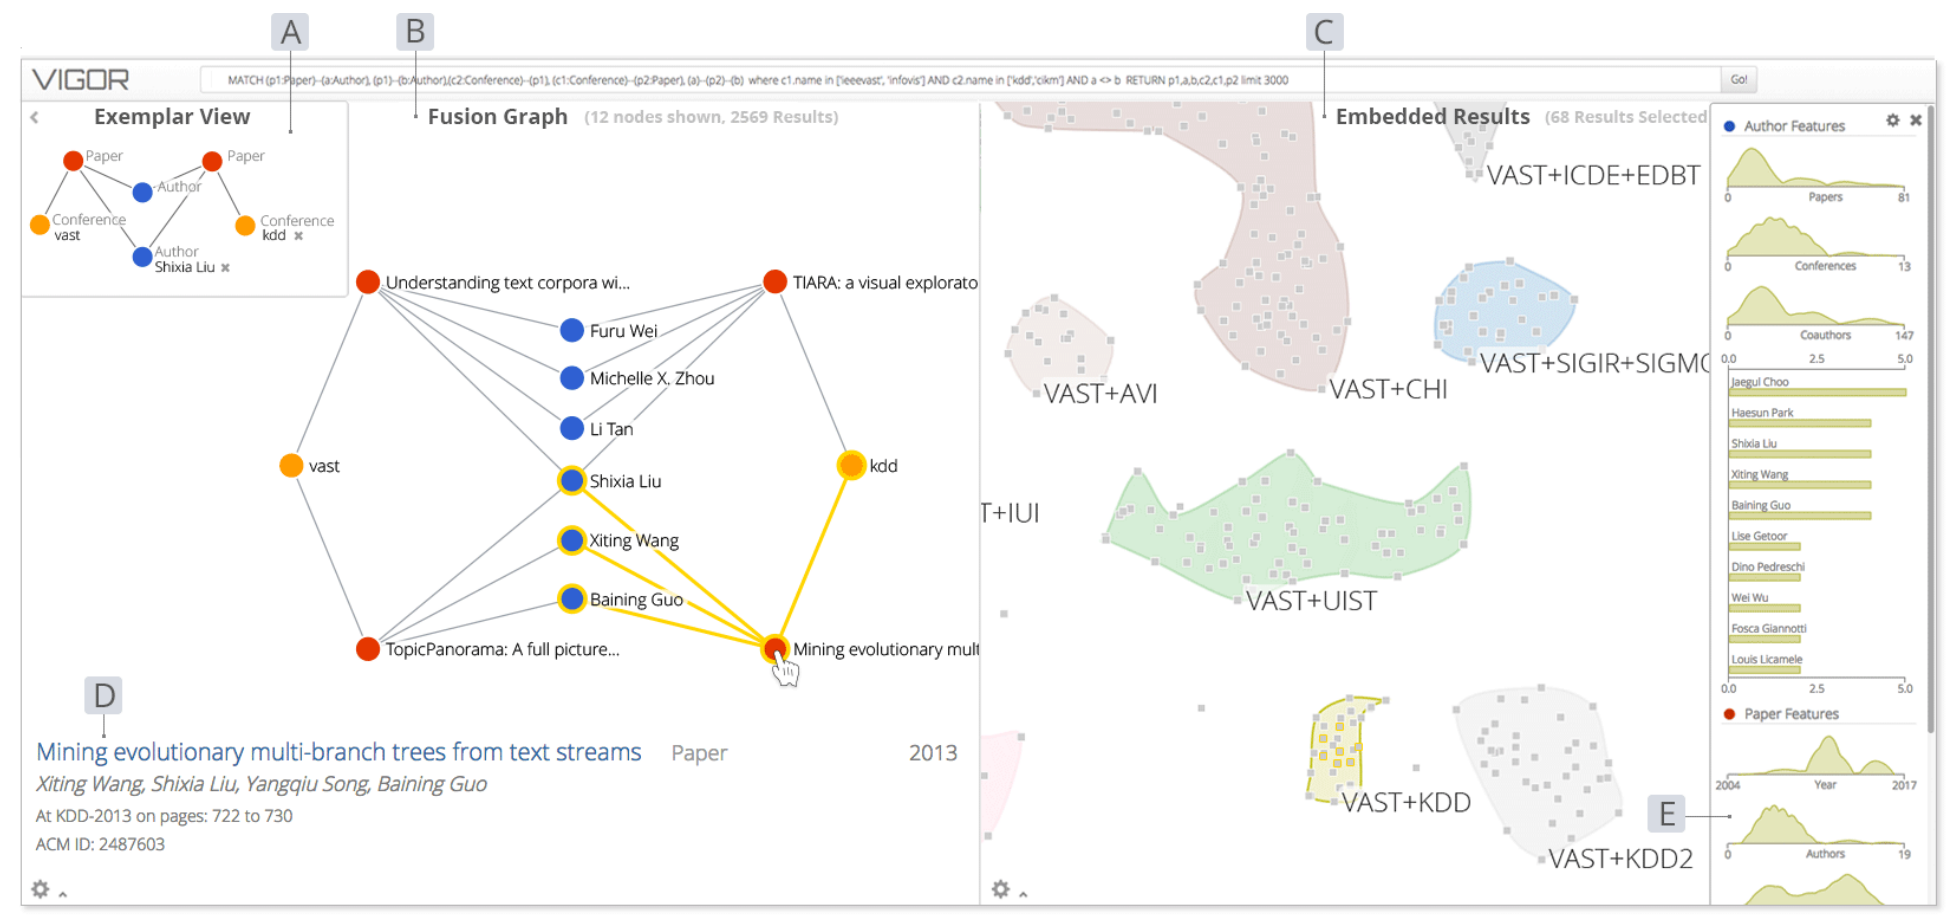 A
B
C
VIGOR
MATCH (p1:Paper)--(a:Author), (p1)--(b:Author),(c2:Conference)--(p1), (c1:Conference)--(p2:Paper), (a)--(p2)--(b) where c1.name in ['ieeevast', 'infovis'] AND c2.name in ['kdd','cikm'] AND a <> b RETURN p1,a,b,c2,c1,p2 limit 3000
Go!
Exemplar View
Paper
Paper
Author
Conference
vast
Conference
kdd ✖
Author
Shixia Liu ✖
Fusion Graph (12 nodes shown, 2569 Results)
Understanding text corpora wi...
TIARA: a visual explorato
Furu Wei
Michelle X. Zhou
Li Tan
vast
Shixia Liu
kdd
Xiting Wang
Baining Guo
TopicPanorama: A full picture...
Mining evolutionary mult
D
Mining evolutionary multi-branch trees from text streams Paper 2013
Xiting Wang, Shixia Liu, Yangqiu Song, Baining Guo
At KDD-2013 on pages: 722 to 730
ACM ID: 2487603
Embedded Results (68 Results Selected
VAST+ICDE+EDBT
VAST+SIGIR+SIGMO
VAST+AVI
VAST+CHI
T+IUI
VAST+UIST
VAST+KDD
VAST+KDD2
E
Author Features
0 Papers 81
0 Conferences 13
0 Coauthors 147
0.0 2.5 5.0
Jaegul Choo
Haesun Park
Shixia Liu
Xiting Wang
Baining Guo
Lise Getoor
Dino Pedreschi
Wei Wu
Fosca Giannotti
Louis Licamele
0.0 2.5 5.0
Paper Features
2004 Year 2017
0 Authors 19